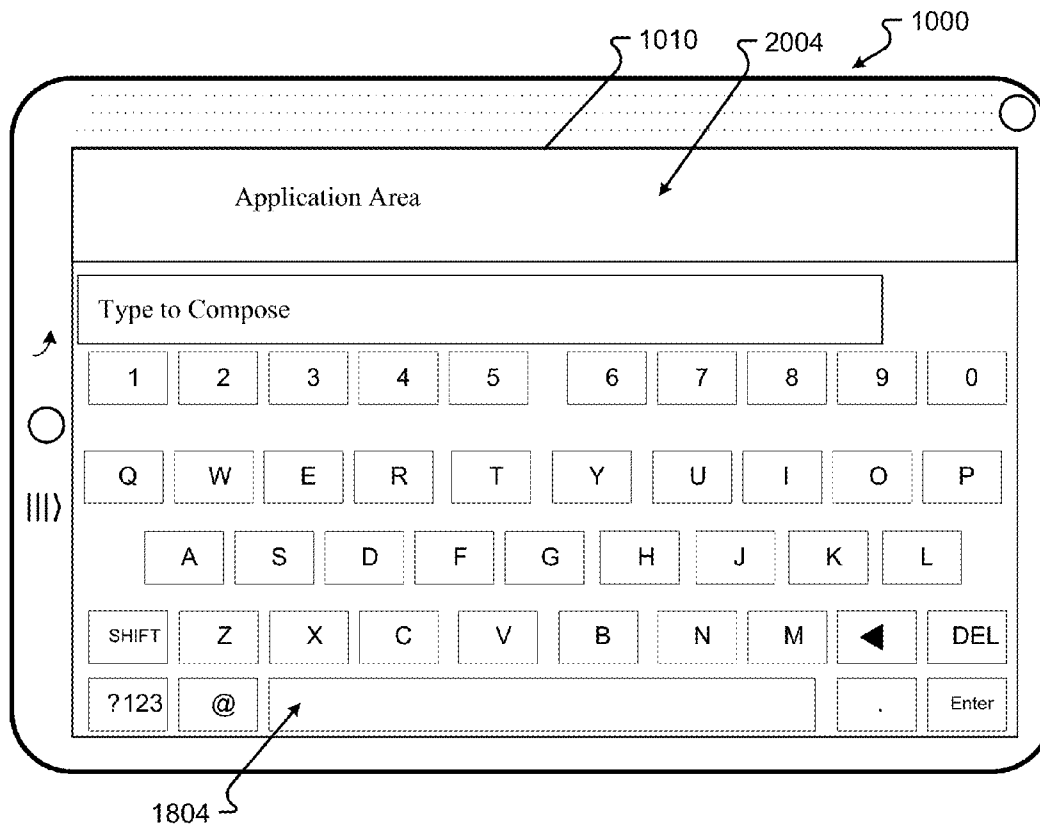 1010
2004
1000
Application Area
Type to Compose
1 2 3 4 5 6 7 8 9 0
Q W E R T Y U I O P
A S D F G H J K L
SHIFT Z X C V B N M DEL
?123 @ . Enter
1804